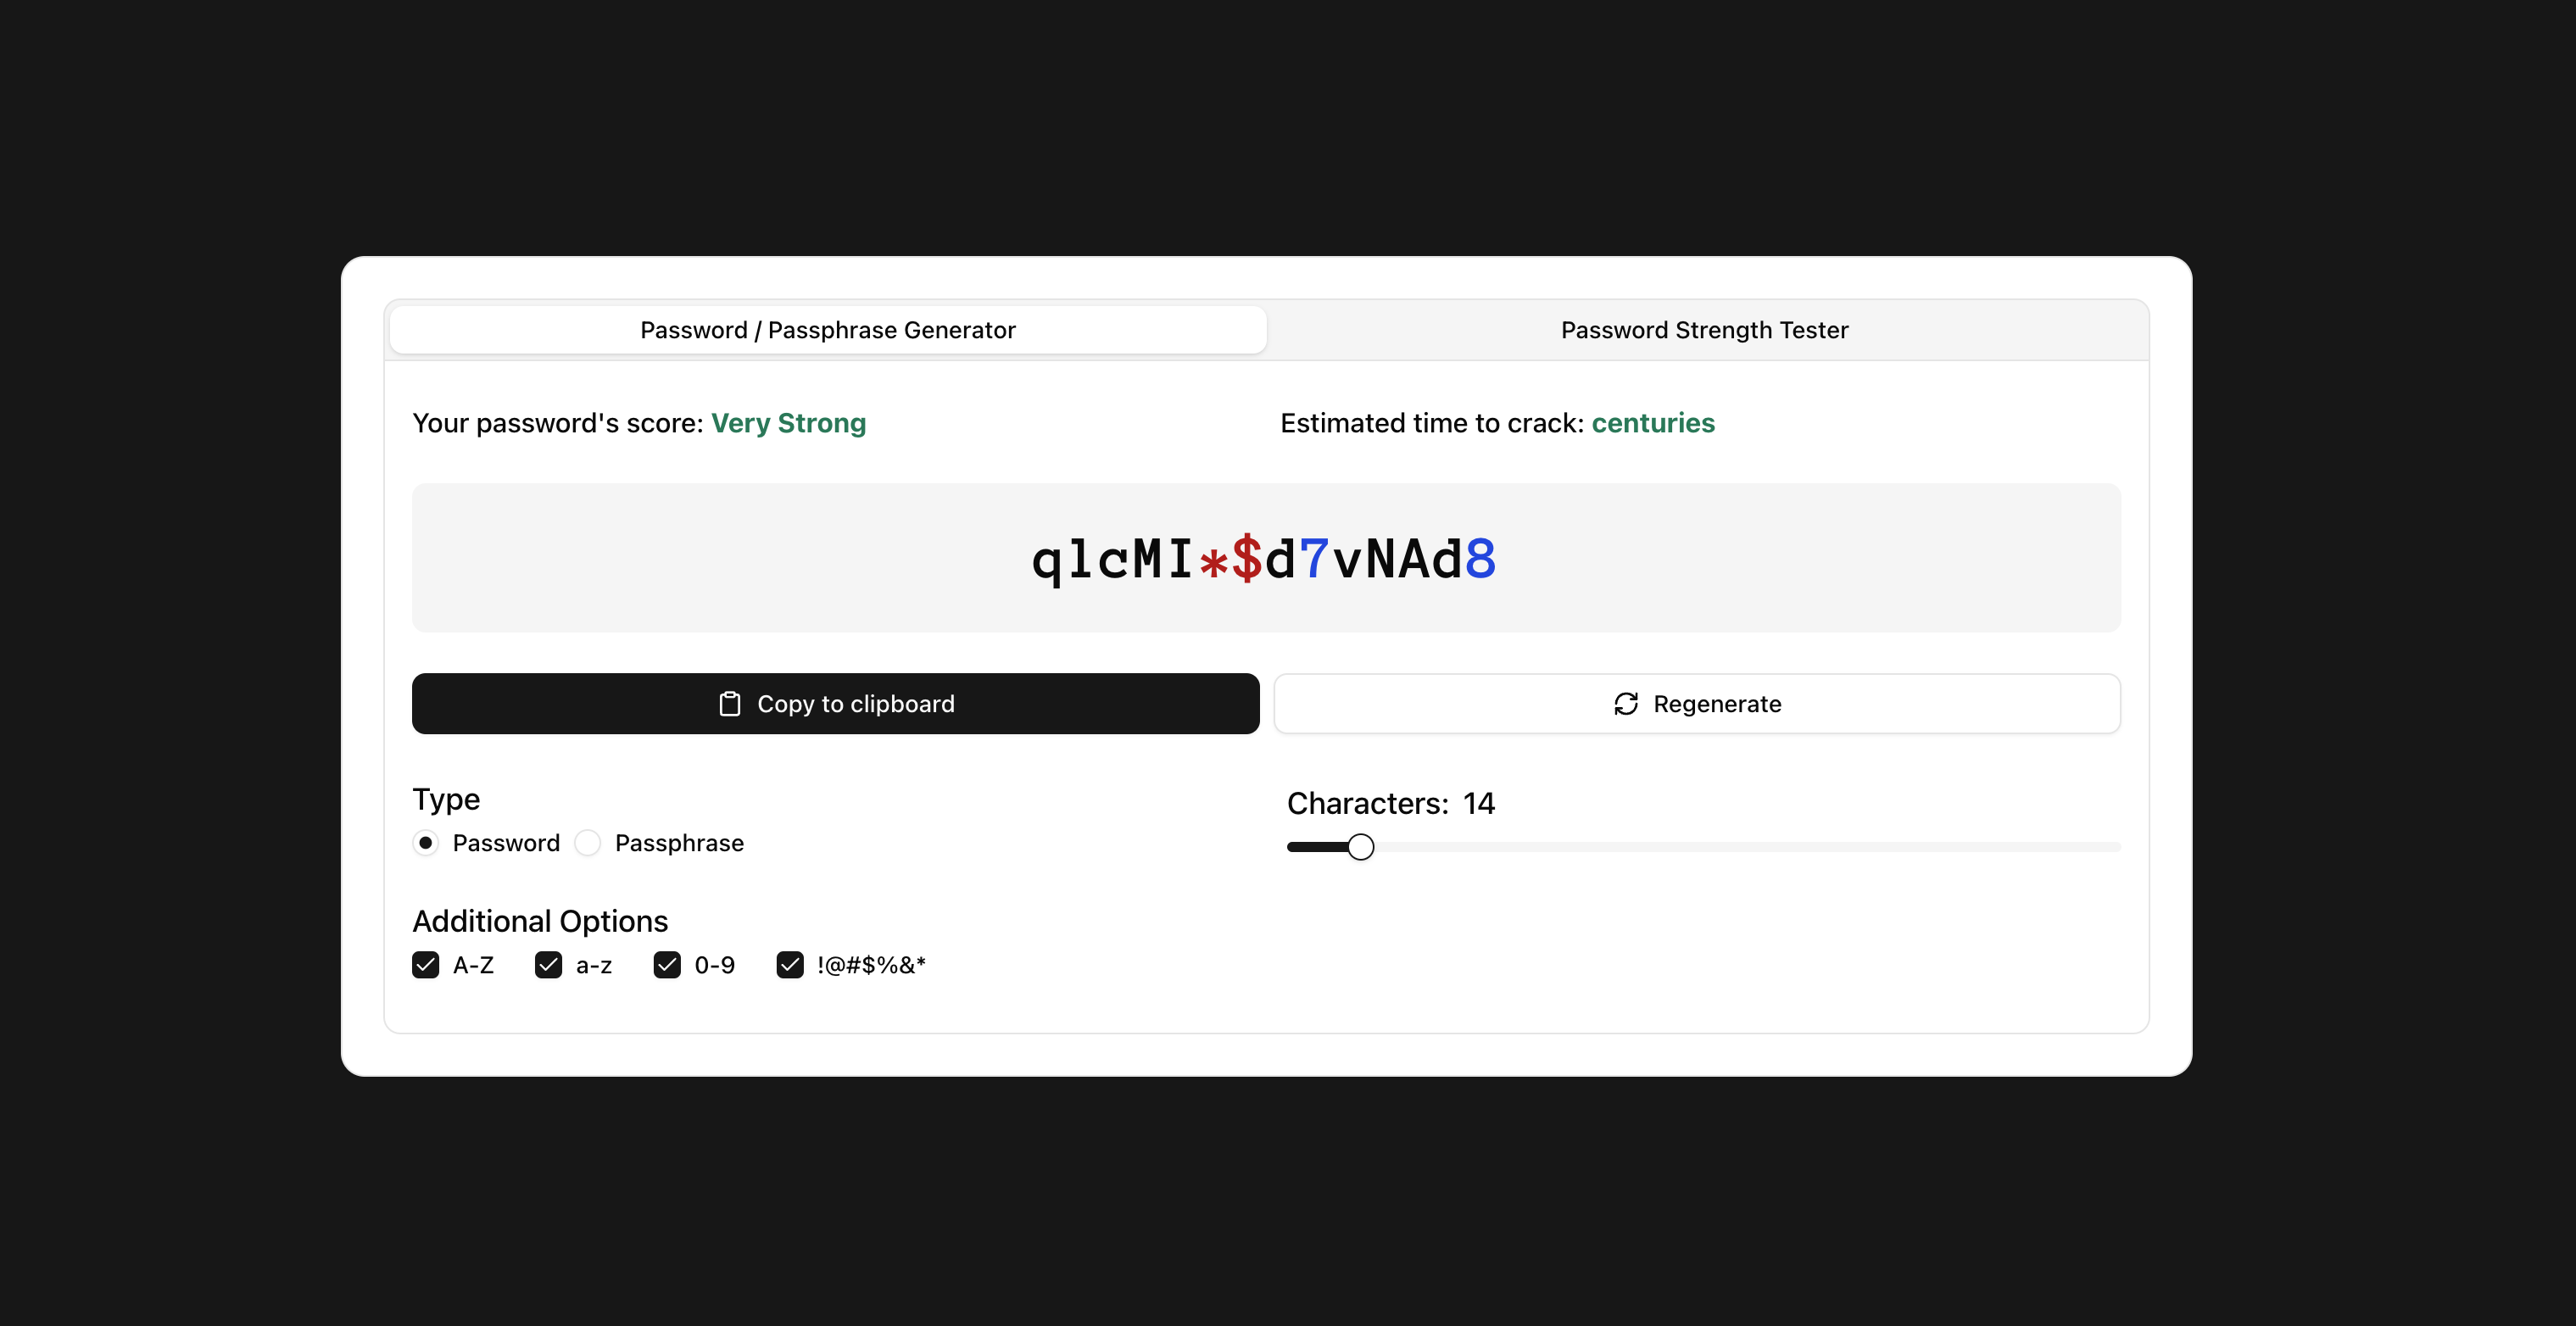 Password / Passphrase Generator
Password Strength Tester
Your password's score: Very Strong
Estimated time to crack: centuries
qlcMI*$d7vNAd8
Copy to clipboard
Regenerate
Type
Password
Passphrase
Characters: 14
Additional Options
A-Z
a-z
0-9
!@#$%&*